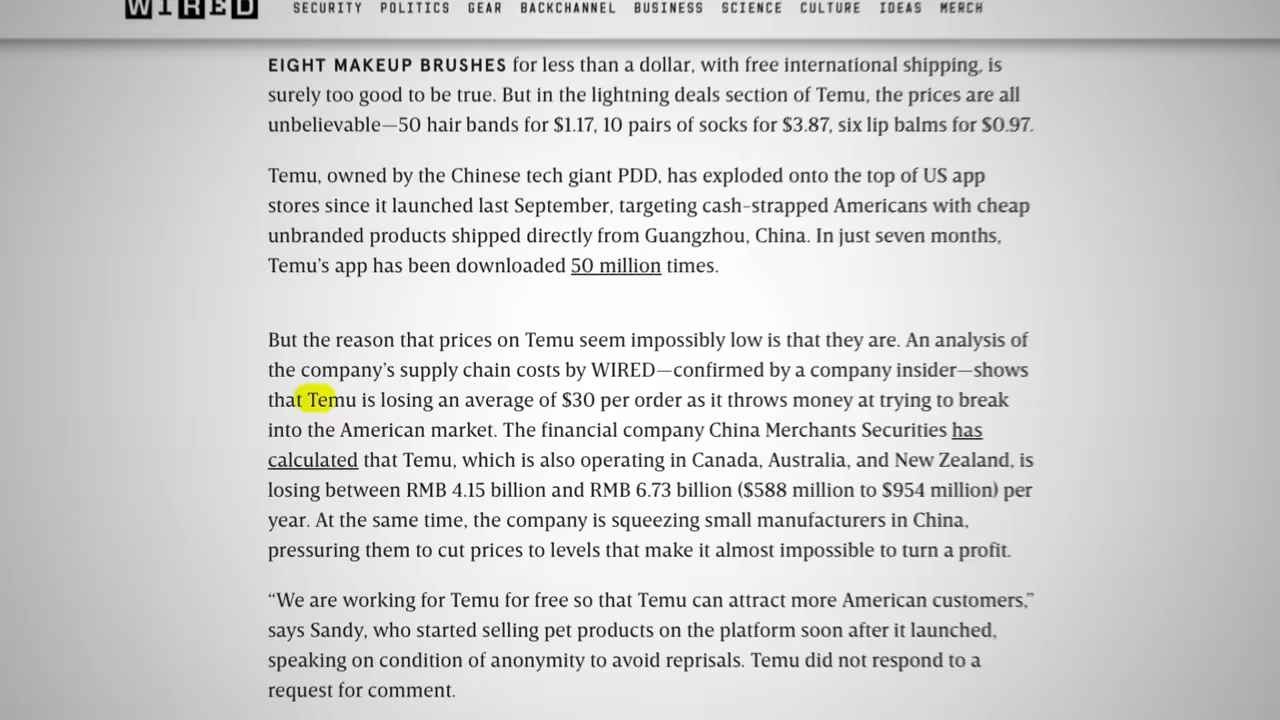 WIRED SECURITY POLITICS GEAR BACKCHANNEL BUSINESS SCIENCE CULTURE IDEAS MERCH
EIGHT MAKEUP BRUSHES for less than a dollar, with free international shipping, is
surely too good to be true. But in the lightning deals section of Temu, the prices are all
unbelievable—50 hair bands for $1.17, 10 pairs of socks for $3.87, six lip balms for $0.97.
Temu, owned by the Chinese tech giant PDD, has exploded onto the top of US app
stores since it launched last September, targeting cash-strapped Americans with cheap
unbranded products shipped directly from Guangzhou, China. In just seven months,
Temu's app has been downloaded 50 million times.
But the reason that prices on Temu seem impossibly low is that they are. An analysis of
the company's supply chain costs by WIRED—confirmed by a company insider—shows
that Temu is losing an average of $30 per order as it throws money at trying to break
into the American market. The financial company China Merchants Securities has
calculated that Temu, which is also operating in Canada, Australia, and New Zealand, is
losing between RMB 4.15 billion and RMB 6.73 billion ($588 million to $954 million) per
year. At the same time, the company is squeezing small manufacturers in China,
pressuring them to cut prices to levels that make it almost impossible to turn a profit.
“We are working for Temu for free so that Temu can attract more American customers,”
says Sandy, who started selling pet products on the platform soon after it launched,
speaking on condition of anonymity to avoid reprisals. Temu did not respond to a
request for comment.